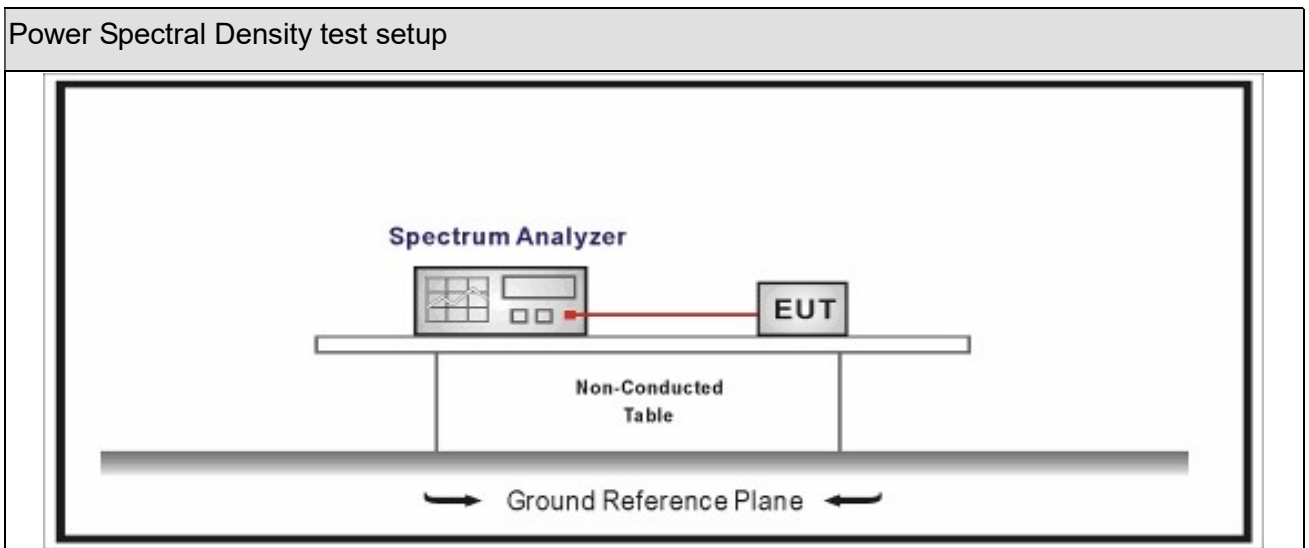 Power Spectral Density test setup
Spectrum Analyzer
EUT
Non-Conducted
Table
Ground Reference Plane